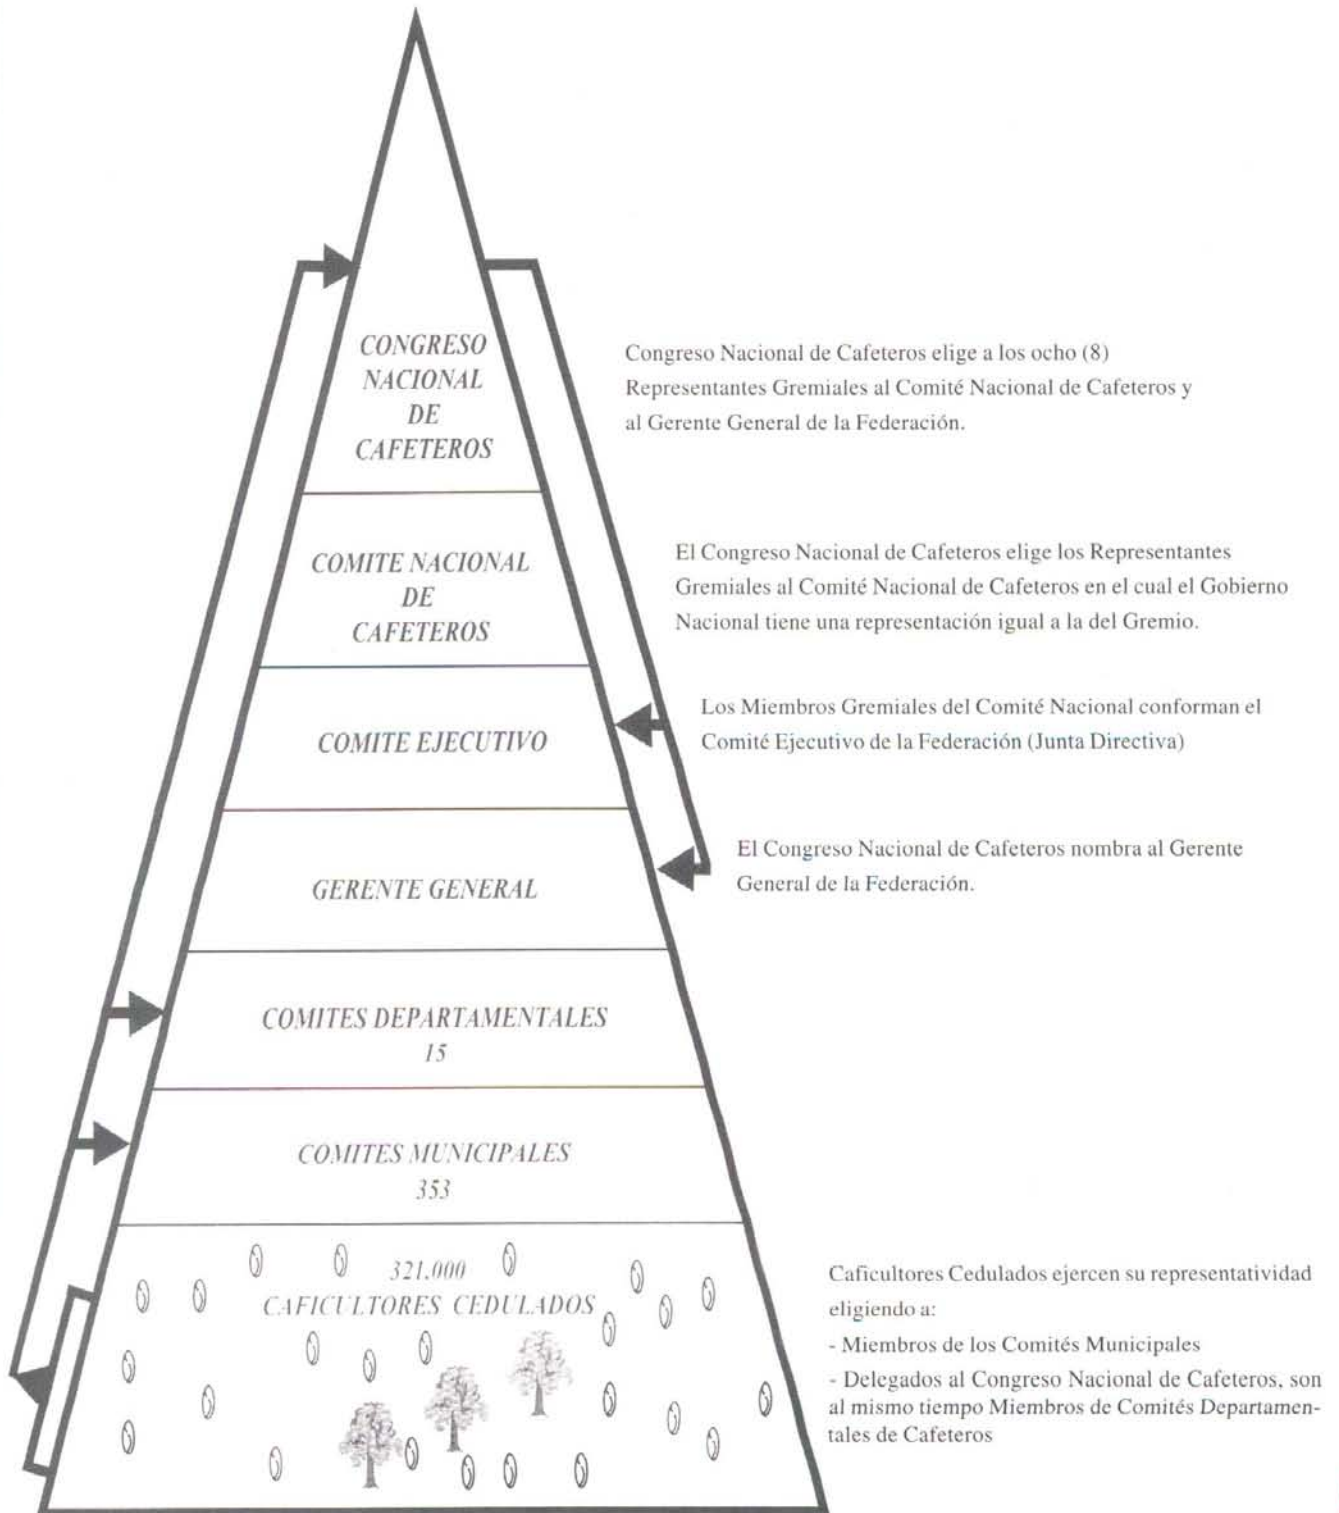 CONGRESO
NACIONAL
DE
CAFETEROS
Congreso Nacional de Cafeteros elige a los ocho (8)
Representantes Gremiales al Comité Nacional de Cafeteros y
al Gerente General de la Federación.
COMITE NACIONAL
DE
CAFETEROS
El Congreso Nacional de Cafeteros elige los Representantes
Gremiales al Comité Nacional de Cafeteros en el cual el Gobierno
Nacional tiene una representación igual a la del Gremio.
COMITE EJECUTIVO
Los Miembros Gremiales del Comité Nacional conforman el
Comité Ejecutivo de la Federación (Junta Directiva)
GERENTE GENERAL
El Congreso Nacional de Cafeteros nombra al Gerente
General de la Federación.
COMITES DEPARTAMENTALES
15
COMITES MUNICIPALES
353
321.000
CAFICULTORES CEDULADOS
Caficultores Cedulados ejercen su representatividad
eligiendo a:
- Miembros de los Comités Municipales
- Delegados al Congreso Nacional de Cafeteros, son
al mismo tiempo Miembros de Comités Departamen-
tales de Cafeteros